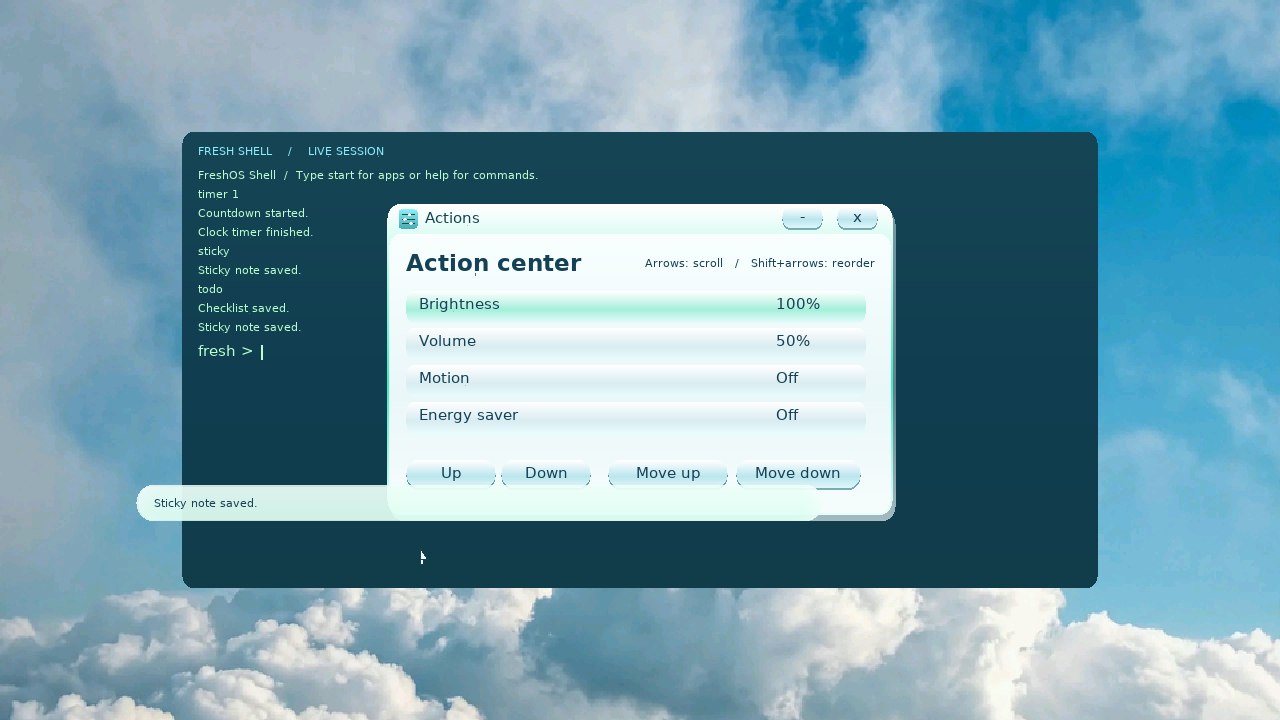 FRESH SHELL / LIVE SESSION
FreshOS Shell / Type start for apps or help for commands.
timer 1
Countdown started.
Clock timer finished.
sticky
Sticky note saved.
todo
Checklist saved.
Sticky note saved.
fresh >
Actions - x
Action center Arrows: scroll / Shift+arrows: reorder
Brightness 100%
Volume 50%
Motion Off
Energy saver Off
Up Down Move up Move down
Sticky note saved.